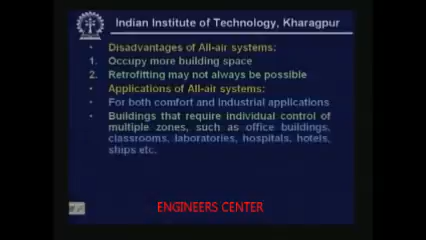 Indian Institute of Technology, Kharagpur
• Disadvantages of All-air systems:
1. Occupy more building space
2. Retrofitting may not always be possible
• Applications of All-air systems:
• For both comfort and industrial applications
• Buildings that require individual control of
multiple zones, such as office buildings,
classrooms, laboratories, hospitals, hotels,
ships etc.
ENGINEERS CENTER